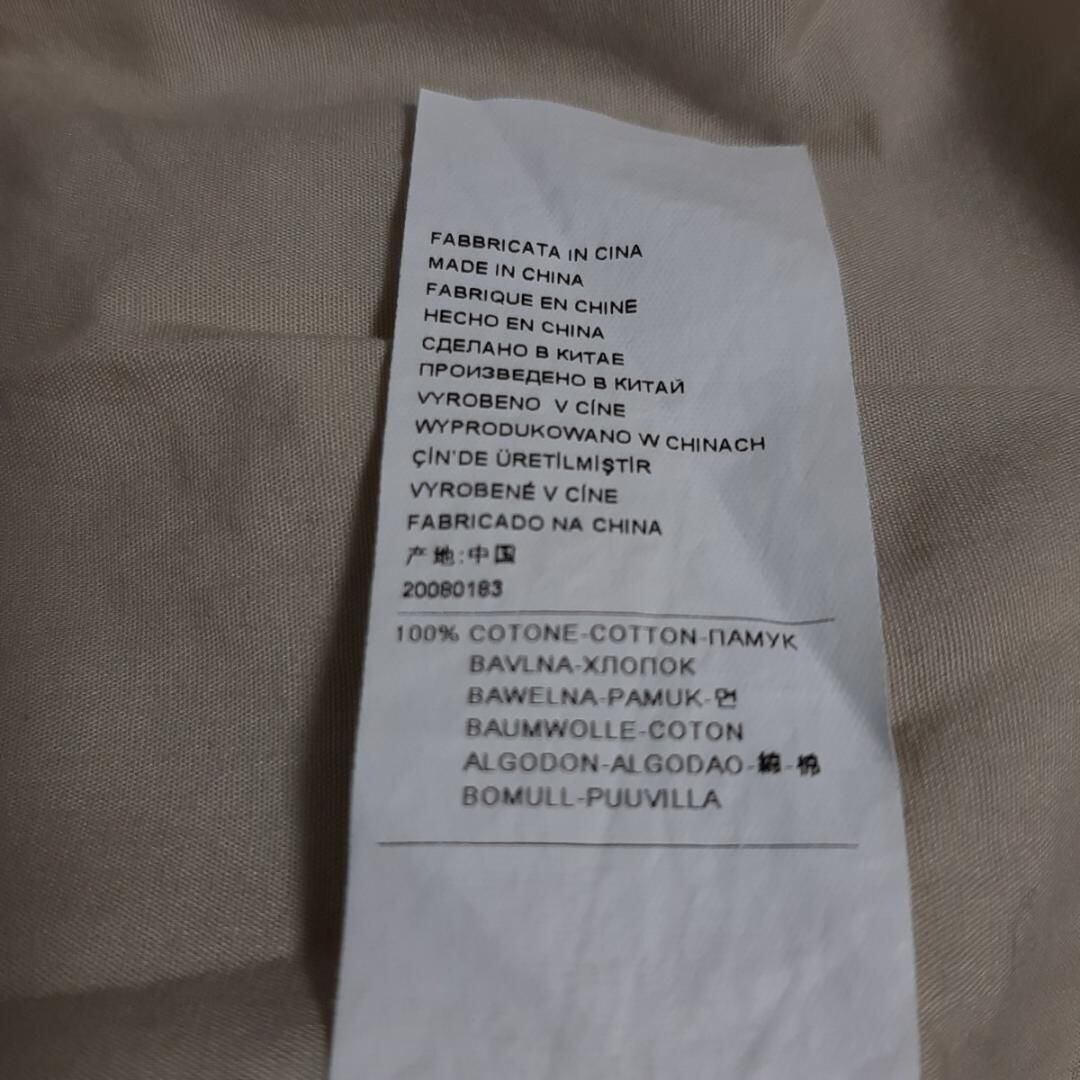 FABBRICATA IN CINA
MADE IN CHINA
FABRIQUE EN CHINE
HECHO EN CHINA
СДЕЛАНО В КИТАЕ
ПРОИЗВЕДЕНО В КИТАЙ
VYROBENO V CÍNE
WYPRODUKOWANO W CHINACH
ÇİN'DE ÜRETİLMİŞTİR
VYROBENÉ V CÍNE
FABRICADO NA CHINA
产地:中国
20080183
100% COTONE-COTTON-ПАМУК
BAVLNA-ХЛОПОК
BAWELNA-PAMUK-면
BAUMWOLLE-COTON
ALGODON-ALGODAO-綿-棉
BOMULL-PUUVILLA